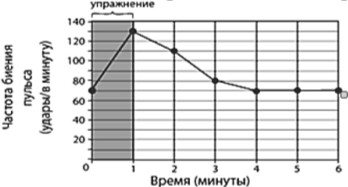 упражнение
Частота биения
пульса
(удары/в минуту)
140
120
100
80
60
40
20
0
0 1 2 3 4 5 6
Время (минуты)